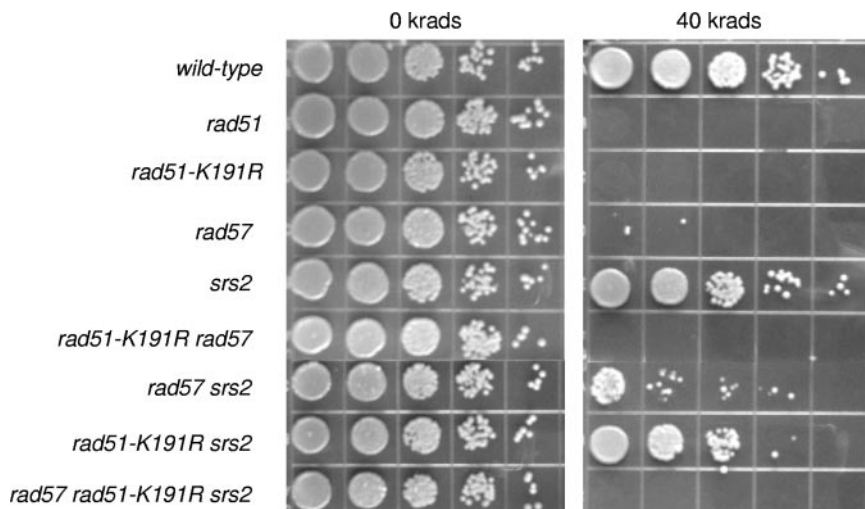 0 krads 40 krads
wild-type
rad51
rad51-K191R
rad57
srs2
rad51-K191R rad57
rad57 srs2
rad51-K191R srs2
rad57 rad51-K191R srs2